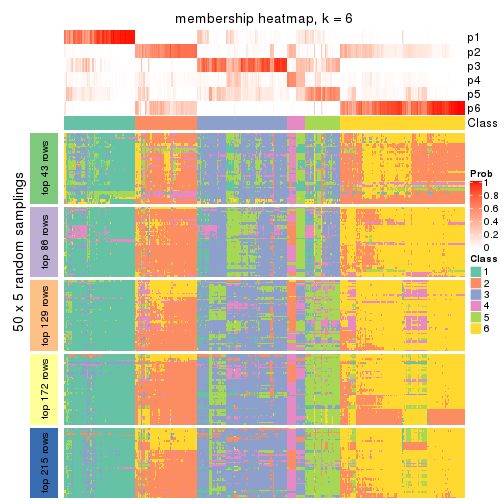 membership heatmap, k = 6
p1
p2
p3
p4
p5
p6
Class
50 x 5 random samplings
top 43 rows
top 86 rows
top 129 rows
top 172 rows
top 215 rows
Prob
1
0.8
0.6
0.4
0.2
0
Class
1
2
3
4
5
6